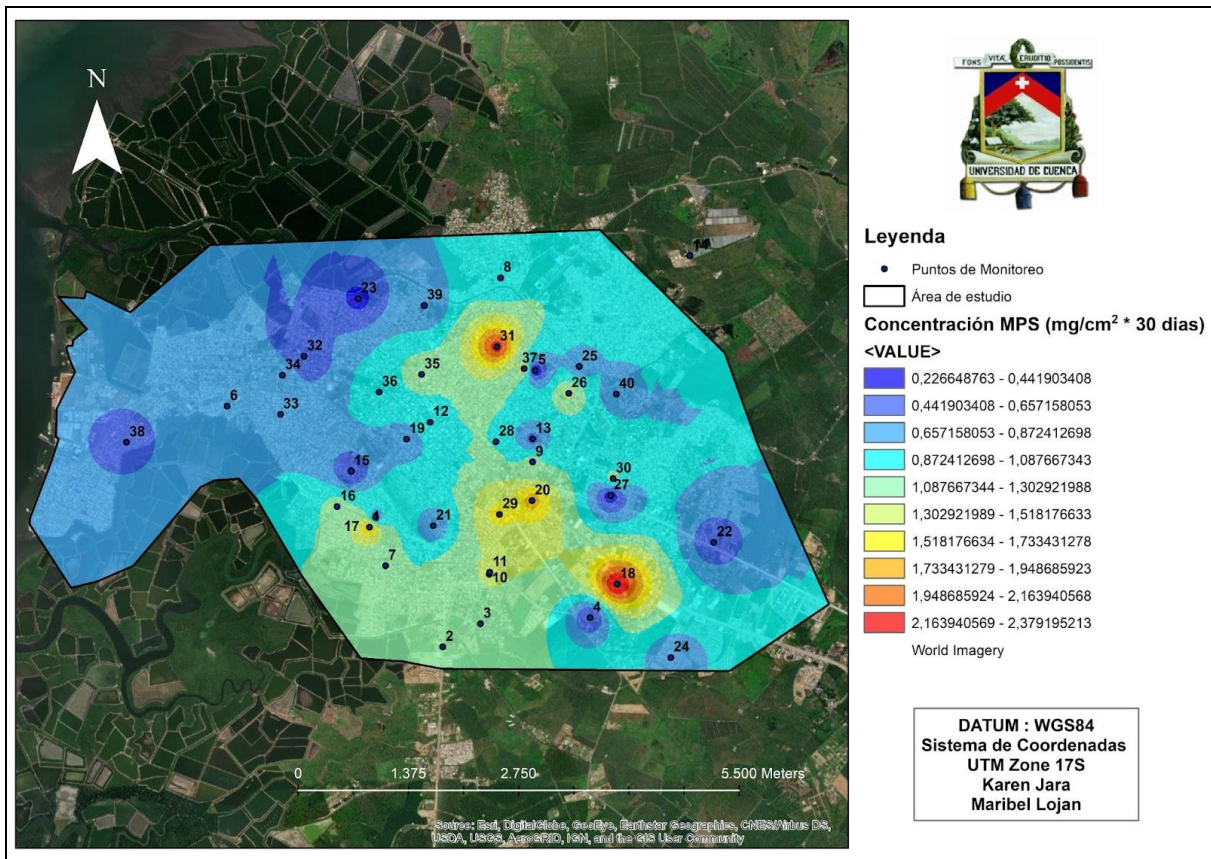 N
14
8
23
39
31
32
34
35
37
5
25
36
26
40
6
33
12
19
28
13
38
9
15
30
27
16
20
4
17
29
21
22
7
11
10
18
3
4
2
24
0
1.375
2.750
5.500 Meters
Source: Esri, DigitalGlobe, GeoEye, Earthstar Geographics, CNES/Airbus DS,
USDA, USGS, AeroGRID, IGN, and the GIS User Community
FONS VITA ERUDITIO POSSIDENTIS
UNIVERSIDAD DE CUENCA
Leyenda
Puntos de Monitoreo
Área de estudio
Concentración MPS (mg/cm² * 30 dias)
<VALUE>
0,226648763 - 0,441903408
0,441903408 - 0,657158053
0,657158053 - 0,872412698
0,872412698 - 1,087667343
1,087667344 - 1,302921988
1,302921989 - 1,518176633
1,518176634 - 1,733431278
1,733431279 - 1,948685923
1,948685924 - 2,163940568
2,163940569 - 2,379195213
World Imagery
DATUM : WGS84
Sistema de Coordenadas
UTM Zone 17S
Karen Jara
Maribel Lojan